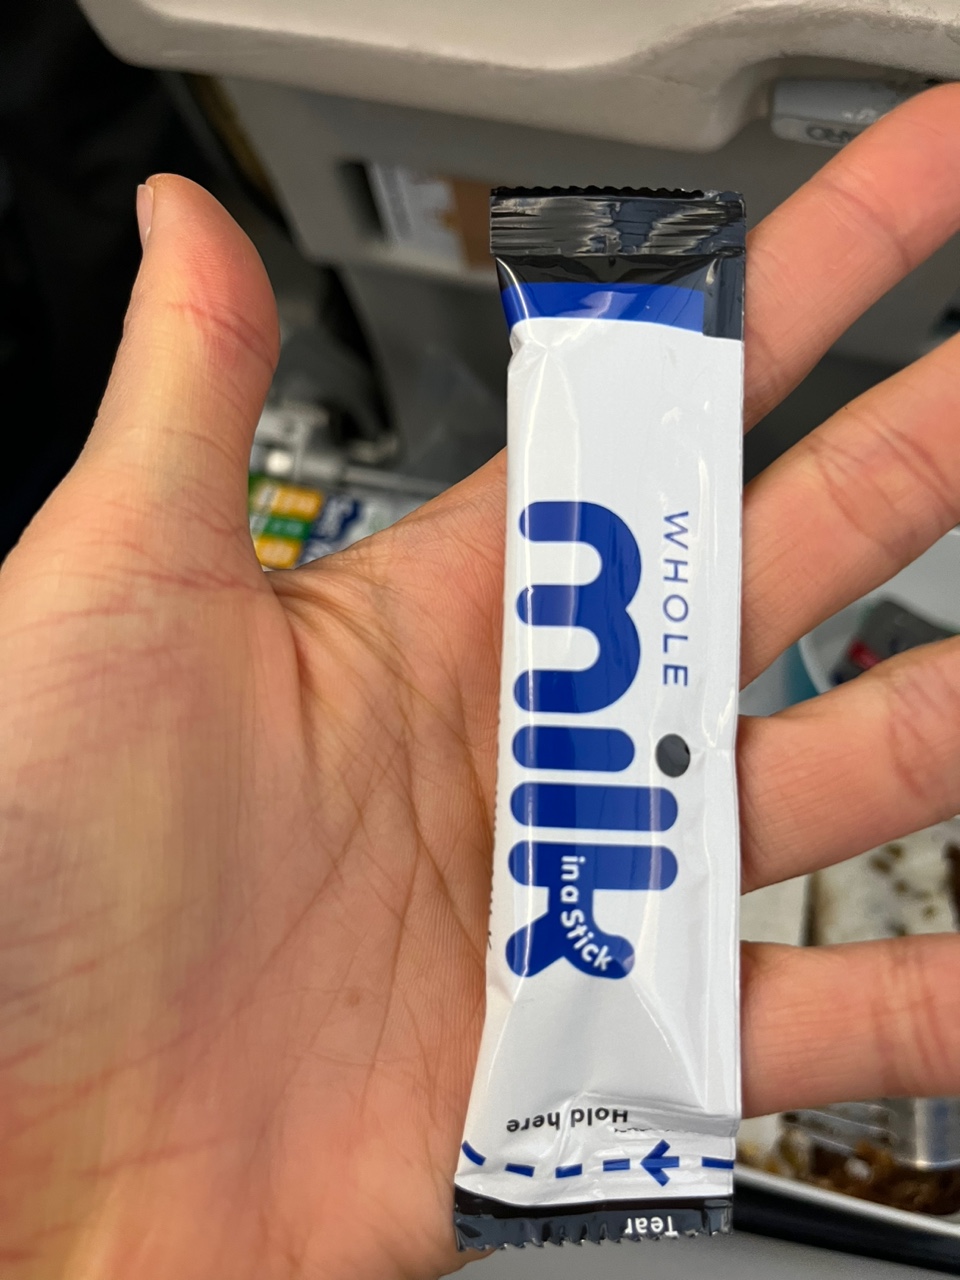 WHOLE
milk
in a Stick
Hold here
Tear